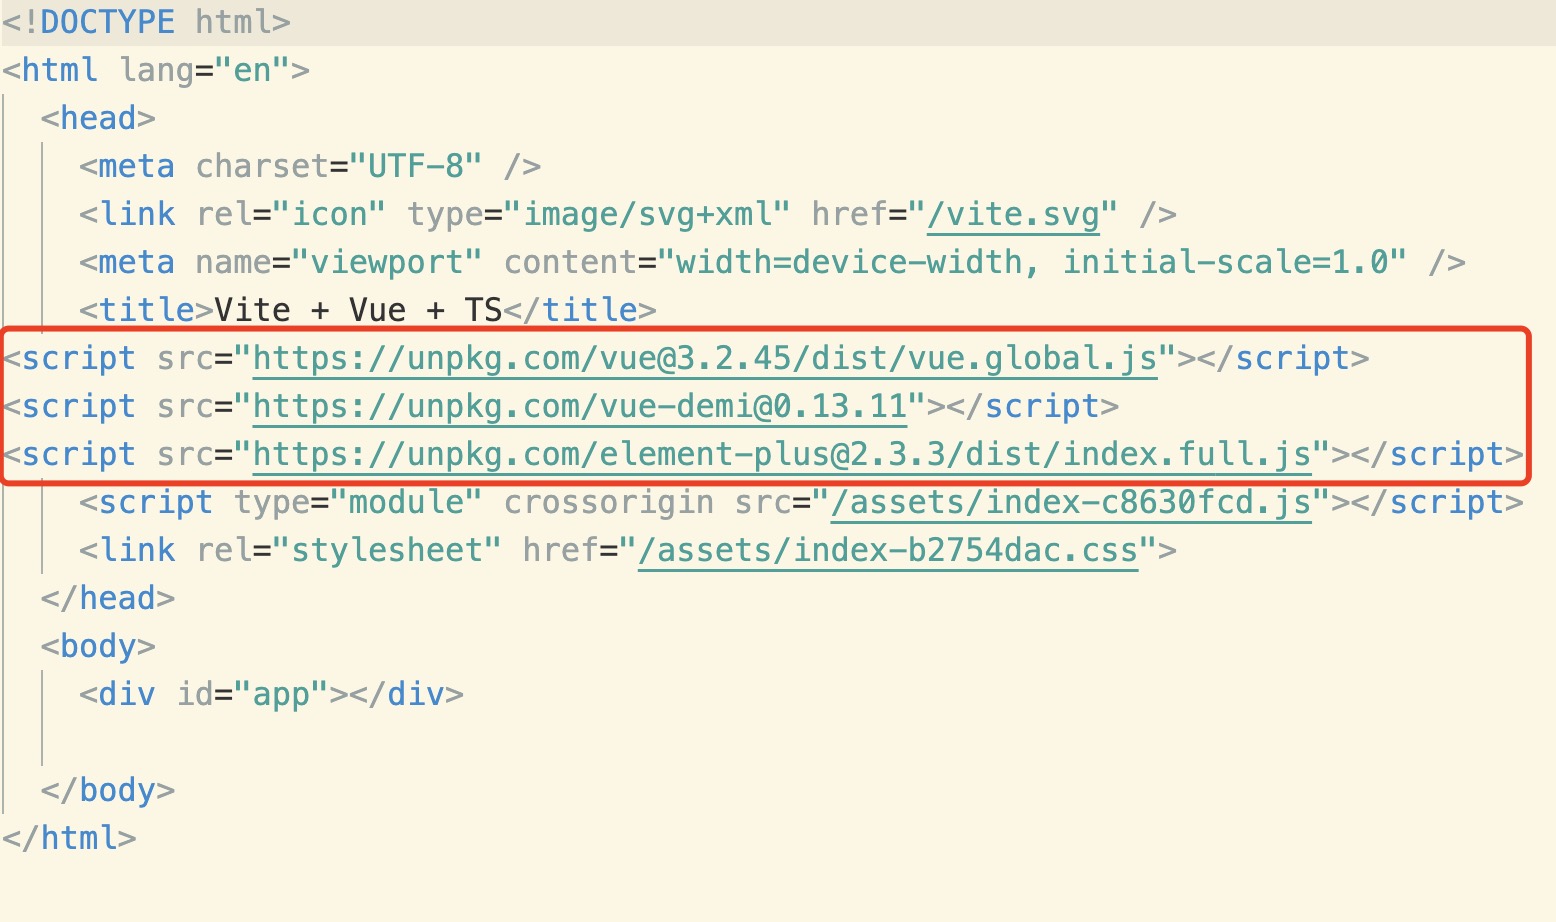 <!DOCTYPE html>
<html lang="en">
<head>
<meta charset="UTF-8" />
<link rel="icon" type="image/svg+xml" href="/vite.svg" />
<meta name="viewport" content="width=device-width, initial-scale=1.0" />
<title>Vite + Vue + TS</title>
<script src="https://unpkg.com/vue@3.2.45/dist/vue.global.js"></script>
<script src="https://unpkg.com/vue-demi@0.13.11"></script>
<script src="https://unpkg.com/element-plus@2.3.3/dist/index.full.js"></script>
<script type="module" crossorigin src="/assets/index-c8630fcd.js"></script>
<link rel="stylesheet" href="/assets/index-b2754dac.css">
</head>
<body>
<div id="app"></div>
</body>
</html>